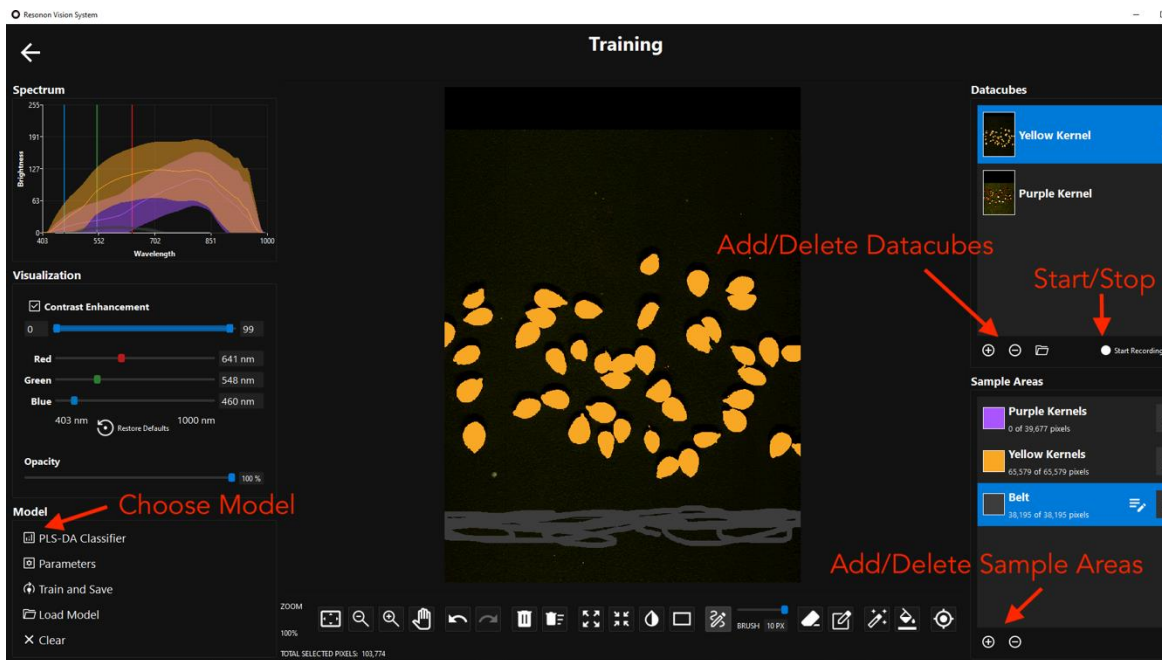 Resonon Vision System
Training
Spectrum
255
191
127
63
0
Brightness
403 552 702 851 1000
Wavelength
Visualization
Contrast Enhancement
0 99
Red 641 nm
Green 548 nm
Blue 460 nm
403 nm Restore Defaults 1000 nm
Opacity
100 %
Choose Model
Model
PLS-DA Classifier
Parameters
Train and Save
Load Model
Clear
ZOOM
100%
BRUSH 10 PX
TOTAL SELECTED PIXELS: 103,774
Datacubes
Yellow Kernel
Purple Kernel
Add/Delete Datacubes
Start/Stop
Start Recording
Sample Areas
Purple Kernels
0 of 39,677 pixels
Yellow Kernels
65,579 of 65,579 pixels
Belt
38,195 of 38,195 pixels
Add/Delete Sample Areas